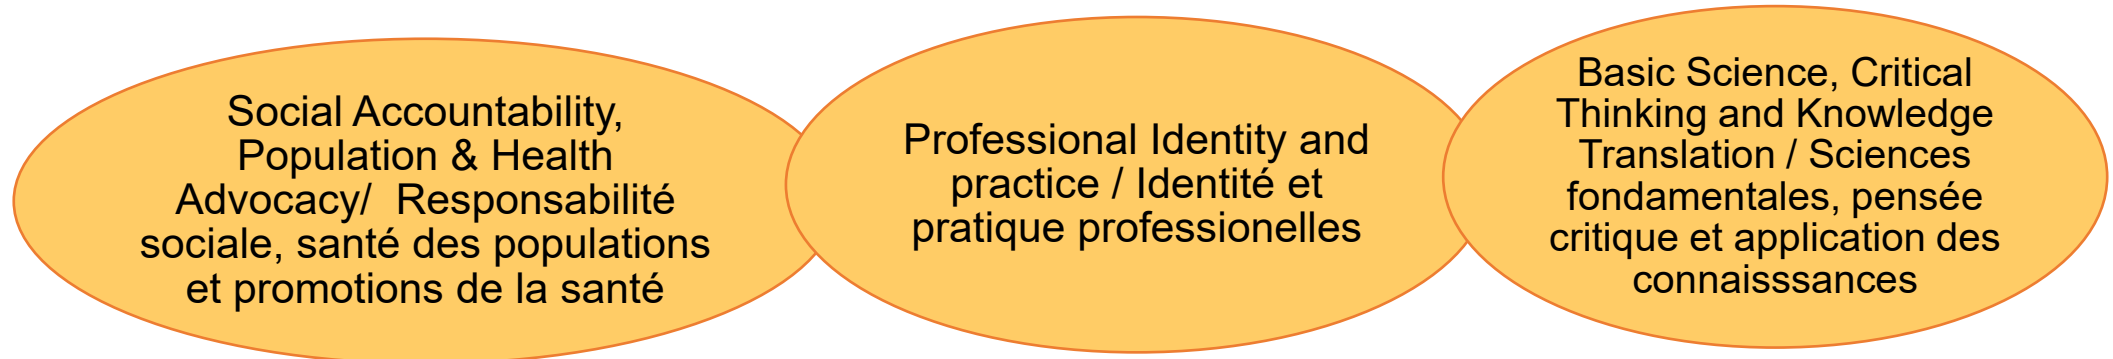 Social Accountability,
Population & Health
Advocacy/  Responsabilité
sociale, santé des populations
et promotions de la santé
Professional Identity and
practice / Identité et
pratique professionelles
Basic Science, Critical
Thinking and Knowledge
Translation / Sciences
fondamentales, pensée
critique et application des
connaisssances